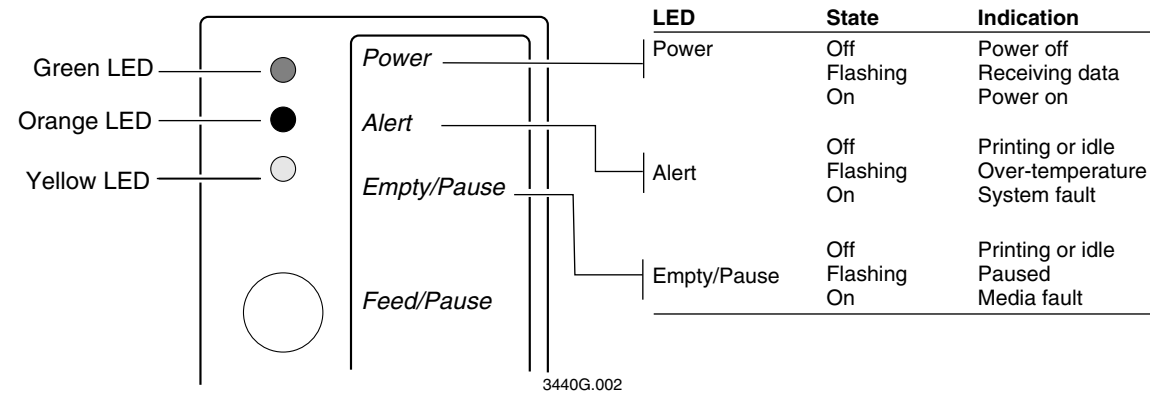 Green LED
Orange LED
Yellow LED
Power
Alert
Empty/Pause
Feed/Pause
3440G.002
LED State Indication
Power Off Power off
Flashing Receiving data
On Power on
Off Printing or idle
Alert Flashing Over-temperature
On System fault
Off Printing or idle
Empty/Pause Flashing Paused
On Media fault